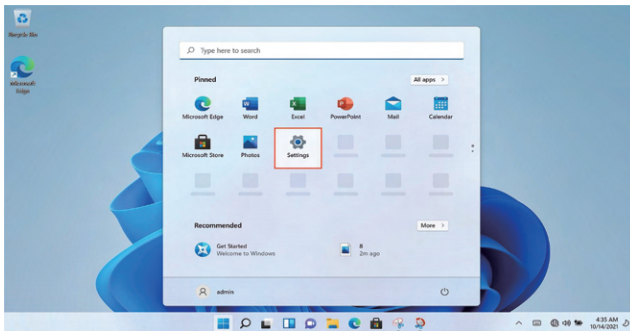 Recycle Bin
Microsoft
Edge
Type here to search
Pinned
All apps >
Microsoft Edge
Word
Excel
PowerPoint
Mail
Calendar
Microsoft Store
Photos
Settings
Recommended
More >
Get Started
Welcome to Windows
8
2m ago
admin
4:35 AM
10/14/2021